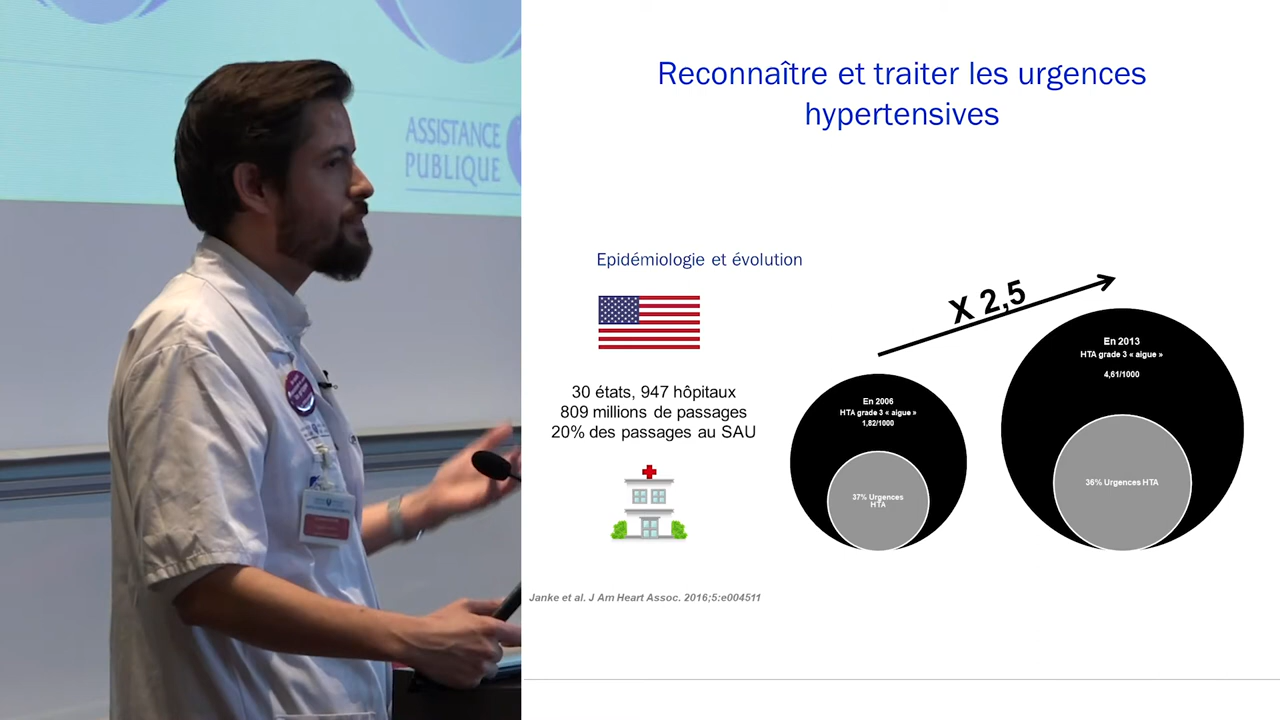 ASSISTANCE
PUBLIQUE
Reconnaître et traiter les urgences
hypertensives
Epidémiologie et évolution
X 2,5
30 états, 947 hôpitaux
809 millions de passages
20% des passages au SAU
En 2006
HTA grade 3 « aigue »
1,82/1000
37% Urgences
HTA
En 2013
HTA grade 3 « aigue »
4,61/1000
36% Urgences HTA
Janke et al. J Am Heart Assoc. 2016;5:e004511